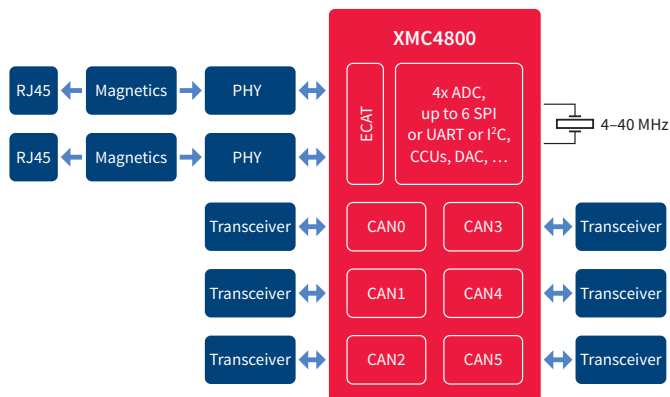 XMC4800
RJ45
Magnetics
PHY
ECAT
4x ADC,
up to 6 SPI
or UART or I²C,
CCUs, DAC, …
4–40 MHz
RJ45
Magnetics
PHY
Transceiver
CAN0
CAN3
Transceiver
Transceiver
CAN1
CAN4
Transceiver
Transceiver
CAN2
CAN5
Transceiver